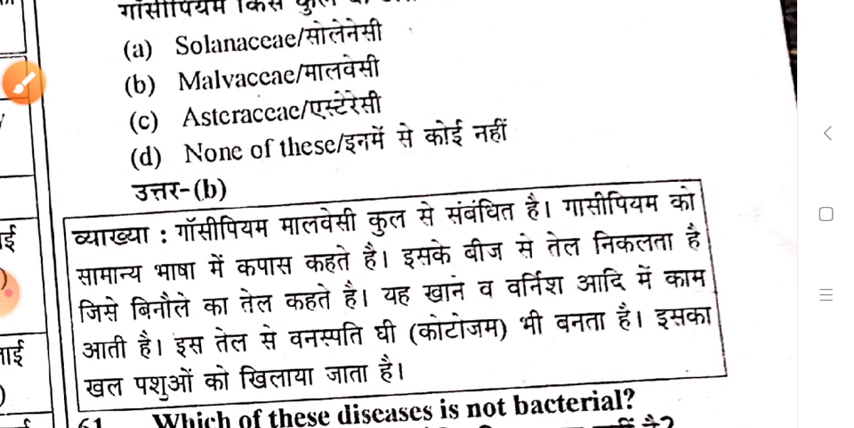 गॉसीपियम किस कुल
(a) Solanaceae/सोलेनेसी
(b) Malvaceae/मालवेसी
(c) Asteraceae/एस्टेरेसी
(d) None of these/इनमें से कोई नहीं
उत्तर-(b)
व्याख्या : गॉसीपियम मालवेसी कुल से संबंधित है। गासीपियम को
सामान्य भाषा में कपास कहते है। इसके बीज से तेल निकलता है
जिसे बिनौले का तेल कहते है। यह खाने व वर्निश आदि में काम
आती है। इस तेल से वनस्पति घी (कोटोजम) भी बनता है। इसका
खल पशुओं को खिलाया जाता है।
61. Which of these diseases is not bacterial?